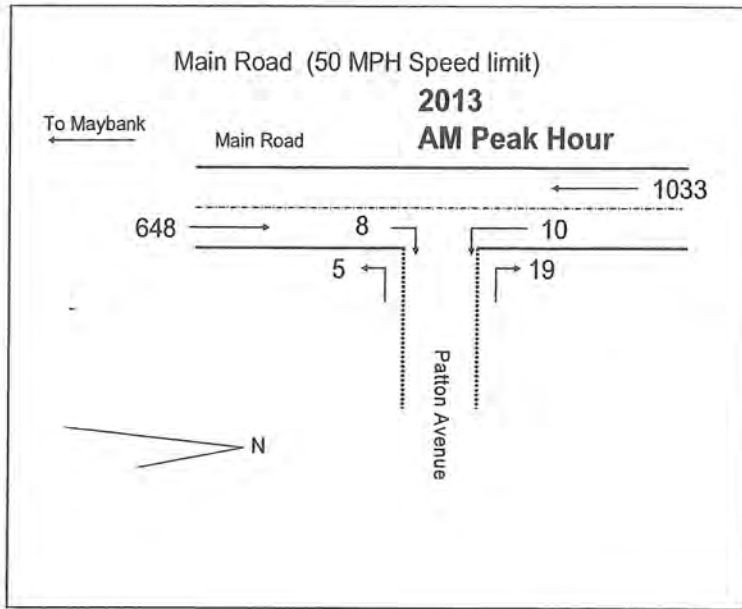 Main Road (50 MPH Speed limit)
2013
To Maybank
Main Road
AM Peak Hour
1033
648
8
10
5
19
Patton Avenue
N